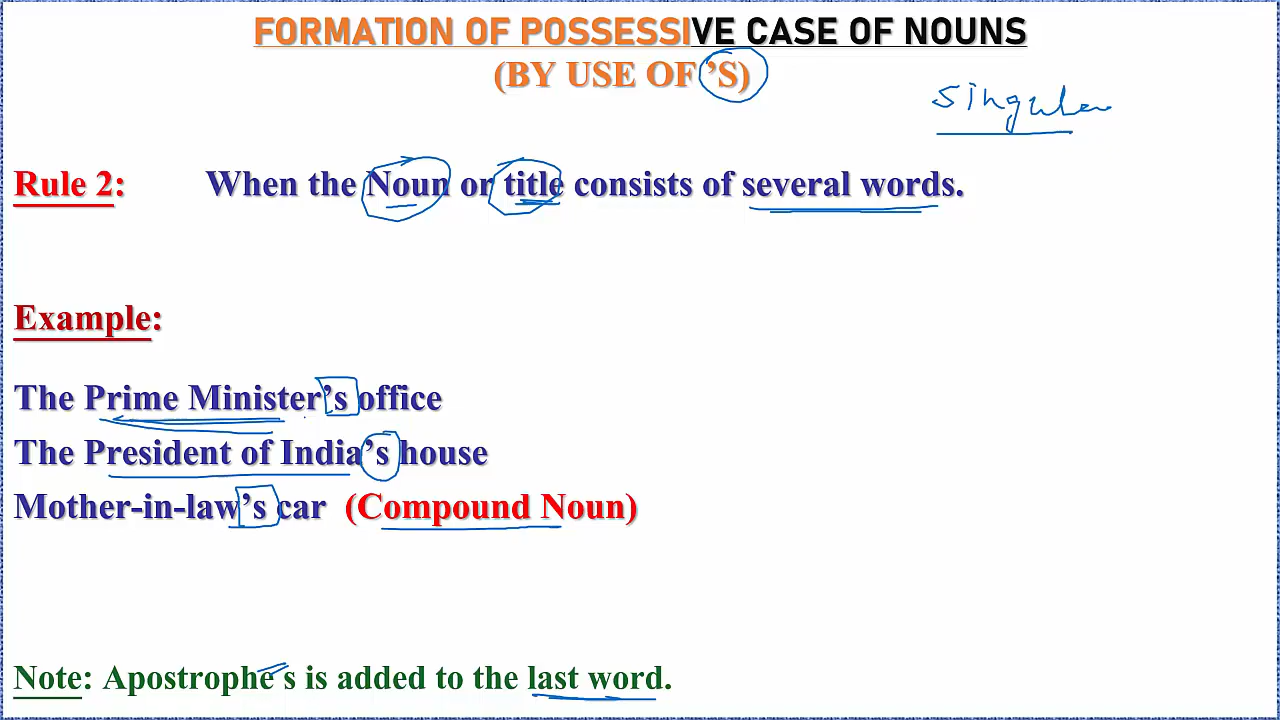 FORMATION OF POSSESSIVE CASE OF NOUNS
(BY USE OF ’S)
Singular
Rule 2: When the Noun or title consists of several words.
Example:
The Prime Minister’s office
The President of India’s house
Mother-in-law’s car (Compound Noun)
Note: Apostrophe s is added to the last word.